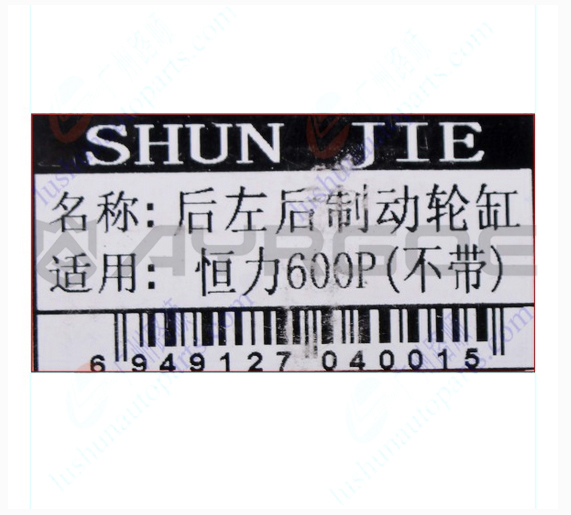 SHUN JIE
名称: 后左后制动轮缸
适用: 恒力600P(不带)
6 949127 040015